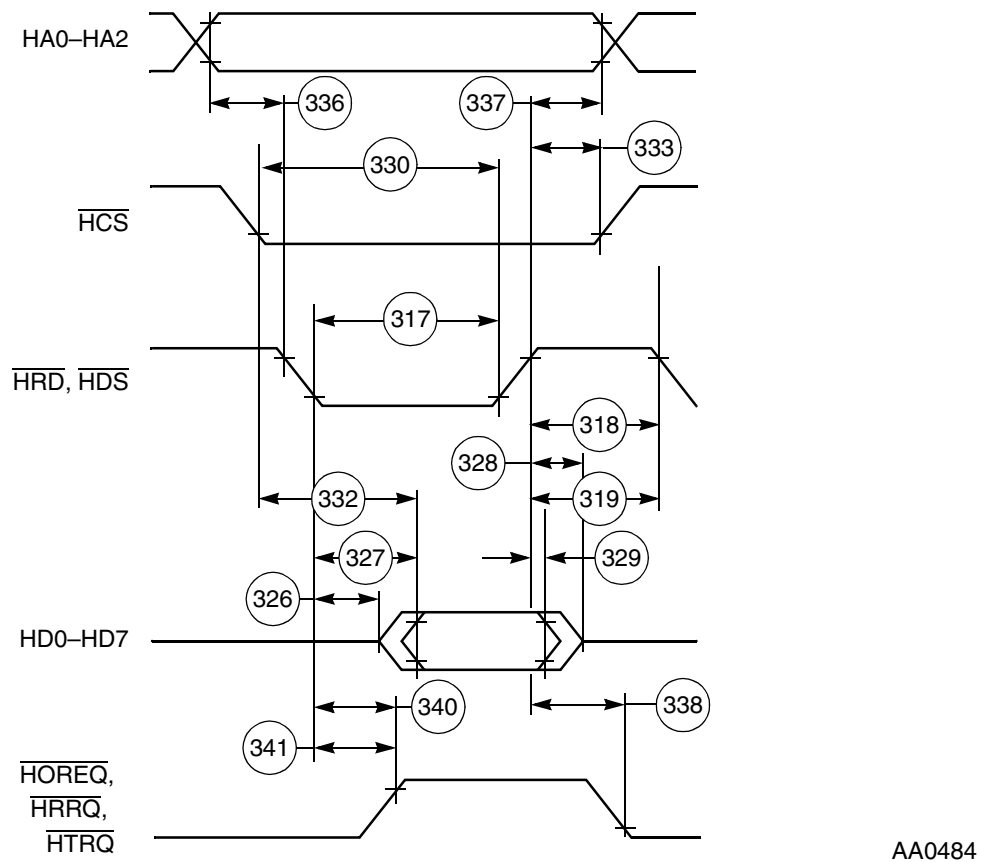 HA0–HA2
336
337
333
330
HCS
317
HRD, HDS
318
328
332
319
327
329
326
HD0–HD7
340
338
341
HOREQ,
HRRQ,
HTRQ
AA0484